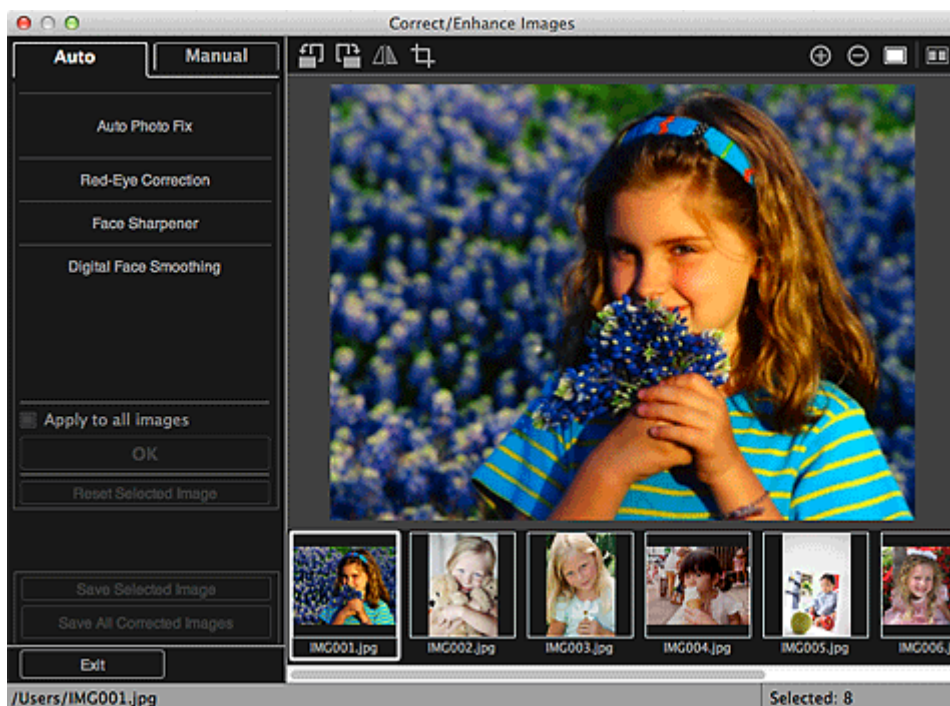 Correct/Enhance Images
Auto
Manual
Auto Photo Fix
Red-Eye Correction
Face Sharpener
Digital Face Smoothing
Apply to all images
OK
Reset Selected Image
Save Selected Image
Save All Corrected Images
Exit
IMG001.jpg
IMG002.jpg
IMG003.jpg
IMG004.jpg
IMG005.jpg
IMG006.j
/Users/IMG001.jpg
Selected: 8